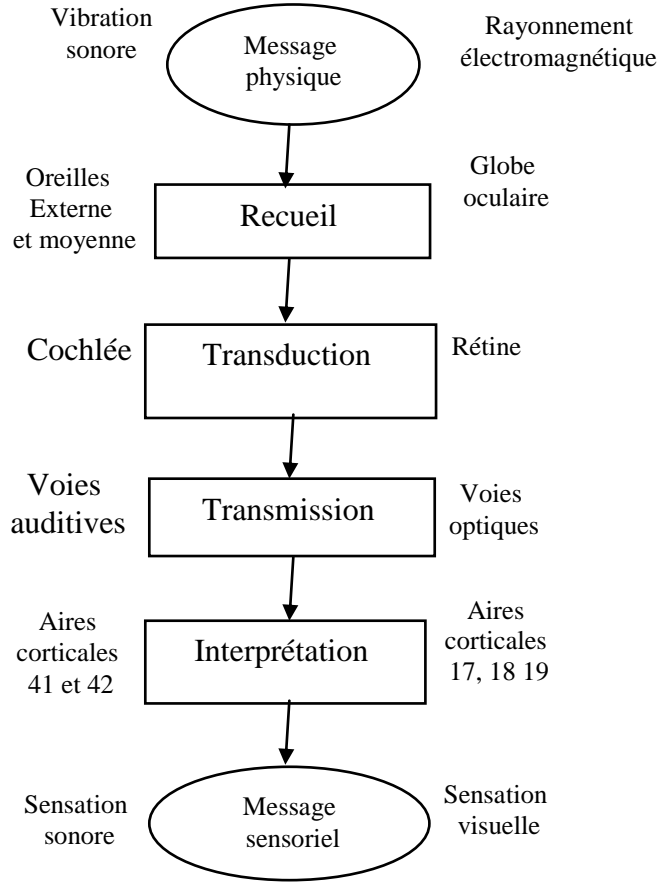 Vibration
sonore
Message
physique
Rayonnement
électromagnétique
Oreilles
Externe
et moyenne
Recueil
Globe
oculaire
Cochlée
Transduction
Rétine
Voies
auditives
Transmission
Voies
optiques
Aires
corticales
41 et 42
Interprétation
Aires
corticales
17, 18 19
Sensation
sonore
Message
sensoriel
Sensation
visuelle